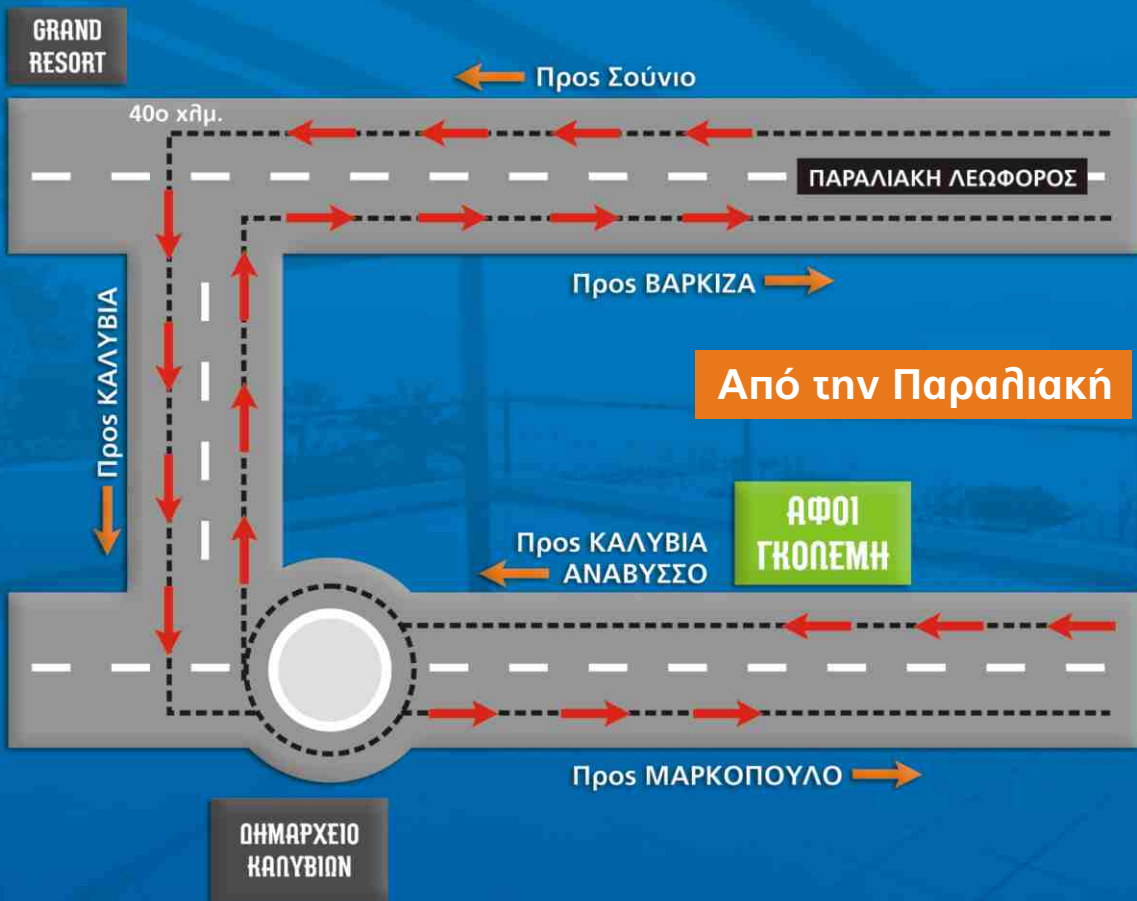 GRAND
RESORT
Προς Σούνιο
40ο χλμ.
ΠΑΡΑΛΙΑΚΗ ΛΕΩΦΟΡΟΣ
Προς ΒΑΡΚΙΖΑ
Προς ΚΑΛΥΒΙΑ
Από την Παραλιακή
ΑΦΟΙ
ΓΚΟΛΕΜΗ
Προς ΚΑΛΥΒΙΑ
ΑΝΑΒΥΣΣΟ
Προς ΜΑΡΚΟΠΟΥΛΟ
ΔΗΜΑΡΧΕΙΟ
ΚΑΛΥΒΙΩΝ